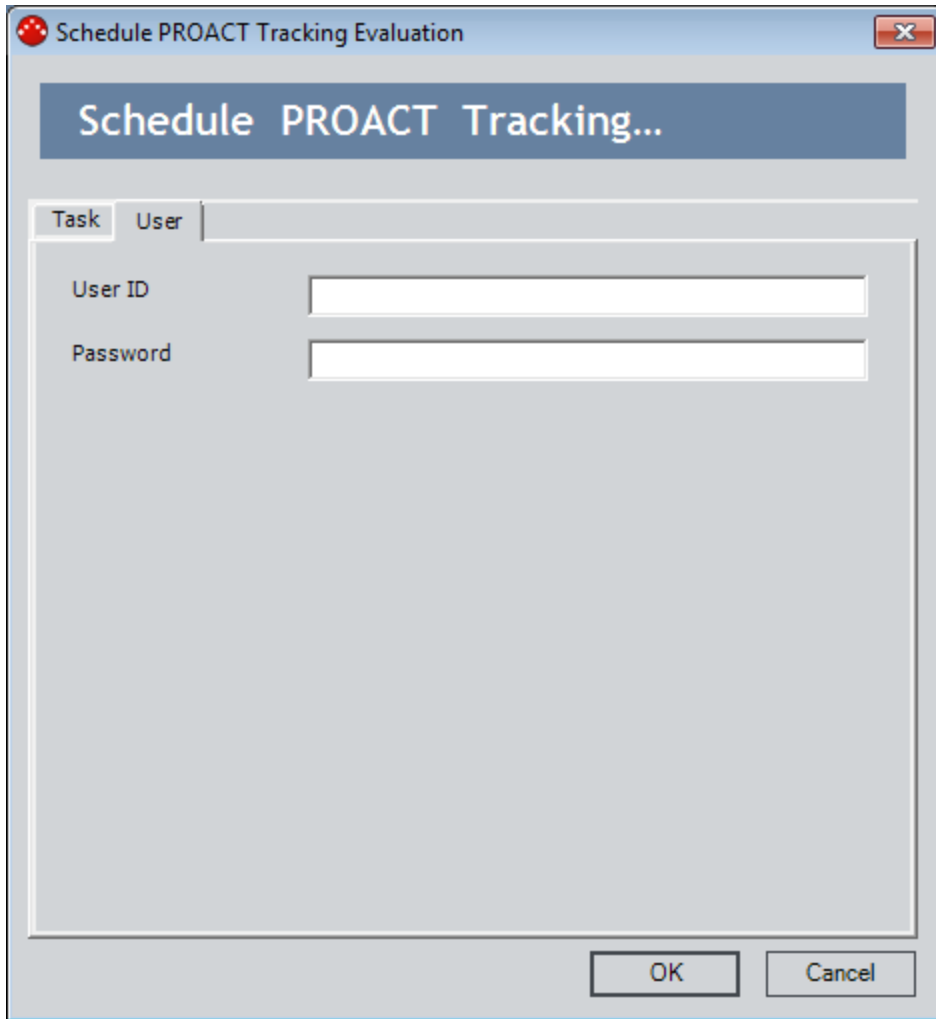 Schedule PROACT Tracking Evaluation
Schedule PROACT Tracking...
Task User
User ID
Password
OK Cancel